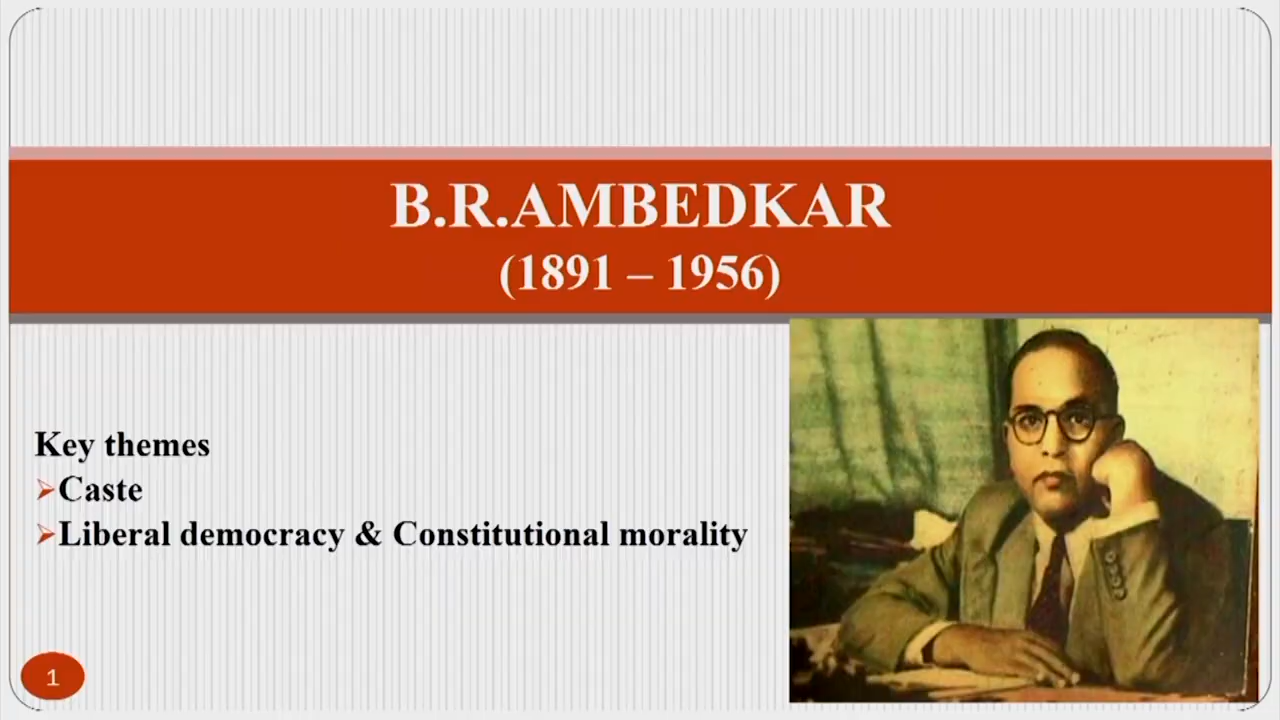 B.R.AMBEDKAR
(1891 – 1956)
Key themes
➢Caste
➢Liberal democracy & Constitutional morality
1